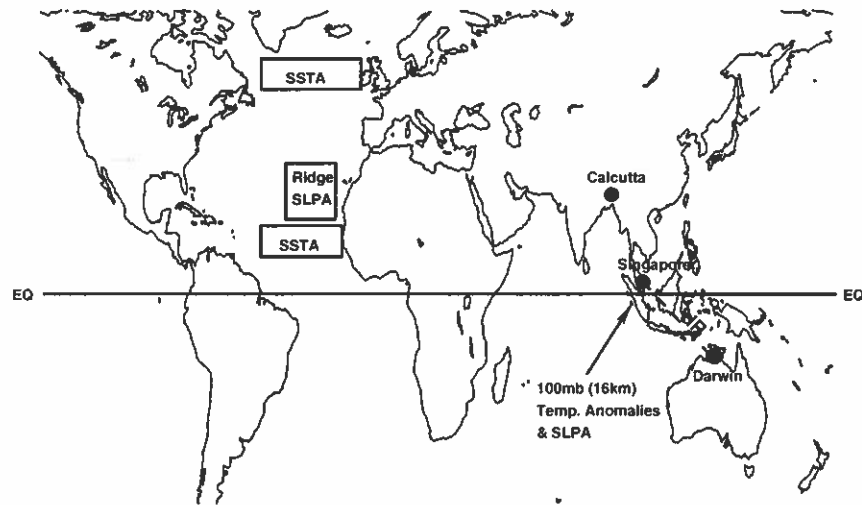 SSTA
Ridge
SLPA
Calcutta
SSTA
Singapore
EQ
EQ
Darwin
100mb (16km)
Temp. Anomalies
& SLPA